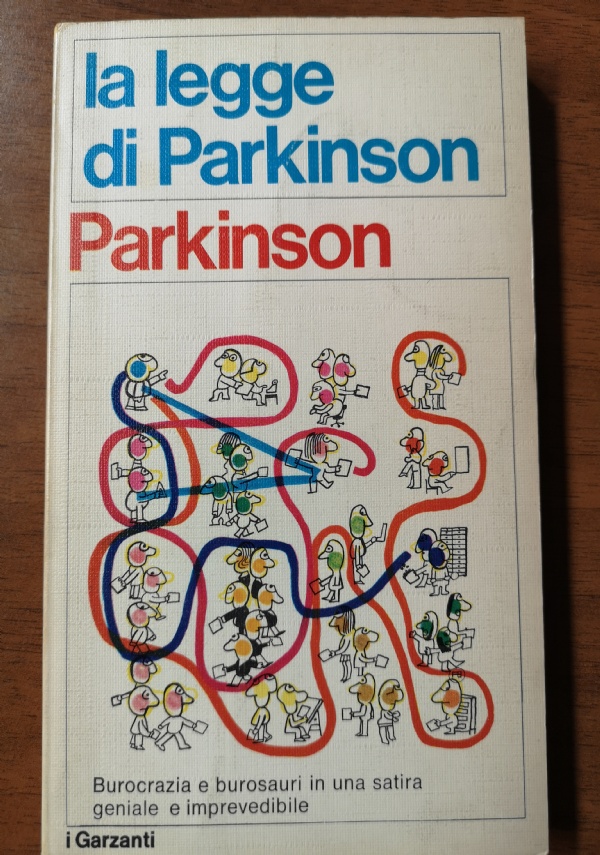 la legge
di Parkinson
Parkinson
Burocrazia e burosauri in una satira
geniale e imprevedibile
i Garzanti